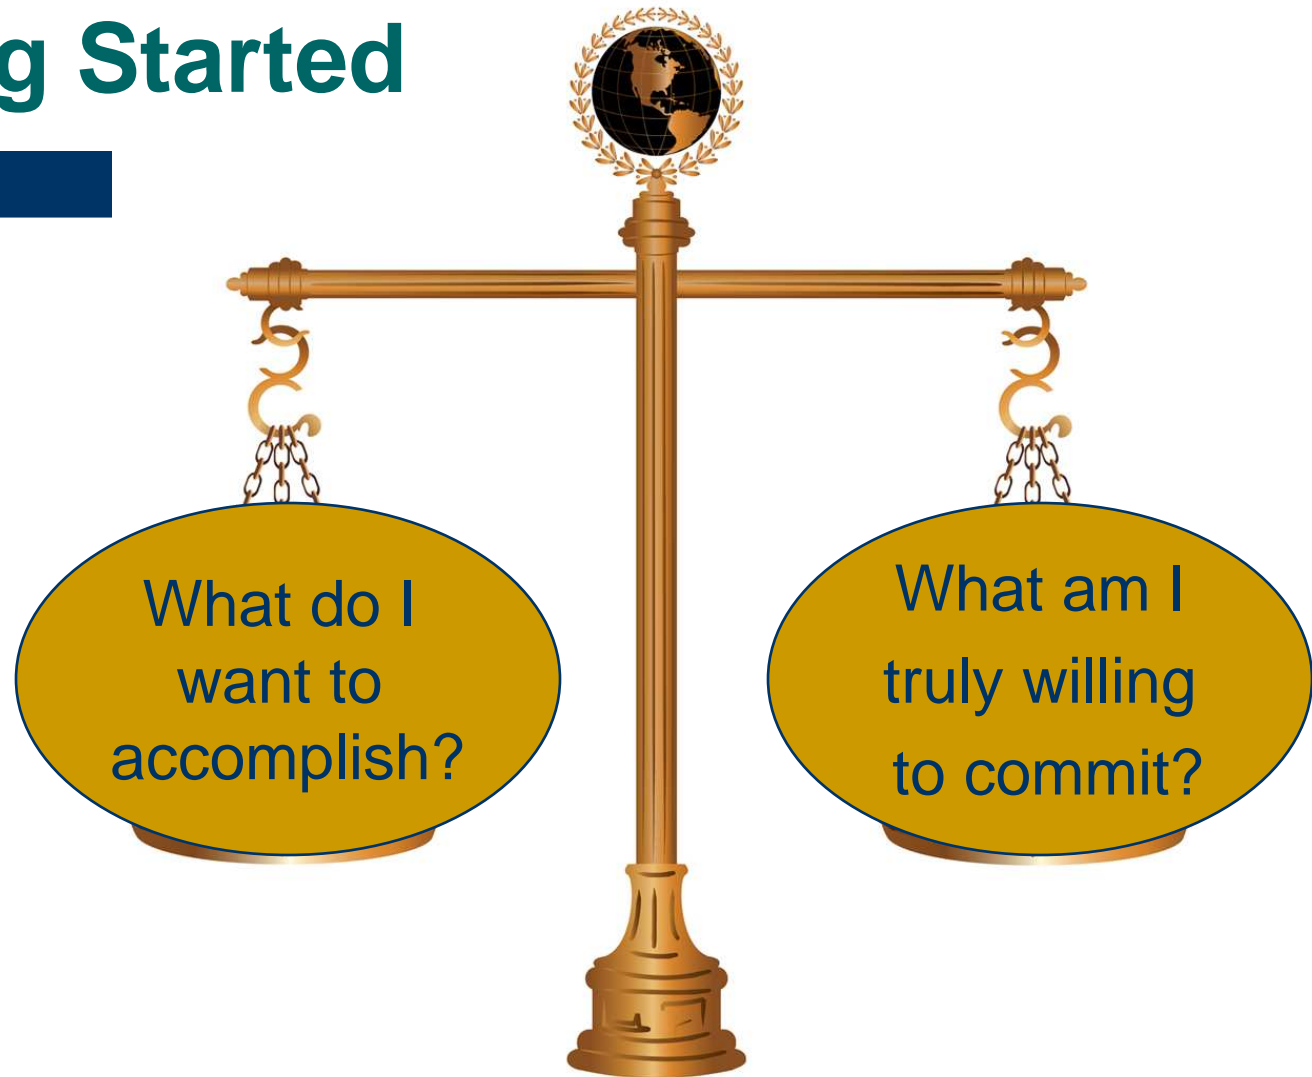 g Started
What do I
want to
accomplish?
What am I
truly willing
to commit?